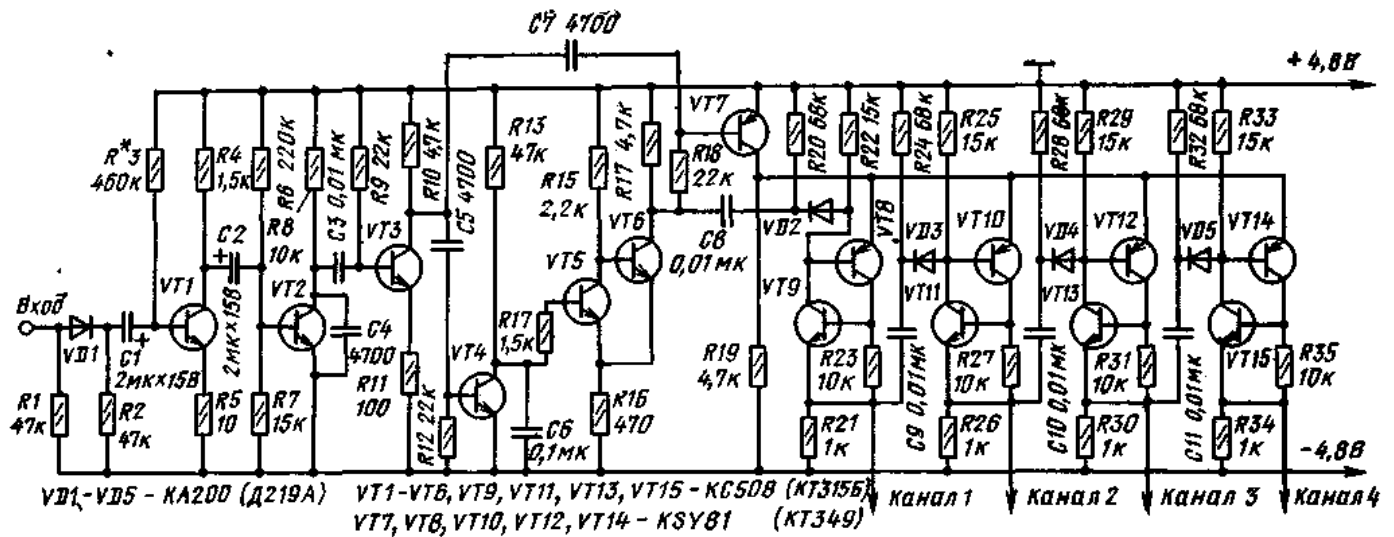 C7 4700
+ 4,8В
VT7
R*3
460к
R4
1,5к
R6 220к
R8
10к
C3 0,01 мк
R9 22к
R10 4,7к
C5 4700
R13
47к
R15
2,2к
R17 4,7к
R18
22к
R20 68к
R22 15к
R24 68к
R25
15к
R28 68к
R29
15к
R32 68к
R33
15к
C2
+
2мк×15В
VT1
VT2
VT3
VT6
VT5
C8
0,01мк
VD2
VT8
VD3
VT10
VD4
VT12
VD5
VT14
Вход
VD1
C1
+
2мк×15В
C4
4700
VT4
R17
1,5к
VT9
VT11
VT13
VT15
R1
47к
R2
47к
R5
10
R7
15к
R11
100
R12 22к
C6
0,1мк
R16
470
R19
4,7к
R23
10к
R21
1к
C9 0,01мк
R27
10к
R26
1к
C10 0,01мк
R31
10к
R30
1к
C11 0,01мк
R35
10к
R34
1к
-4,8В
VD1,-VD5 - KA200 (Д219А)
VT1-VT6, VT9, VT11, VT13, VT15 - KC508 (КТ315Б)
VT7, VT8, VT10, VT12, VT14 - KSY81 (КТ349)
Канал 1
Канал 2
Канал 3
Канал 4